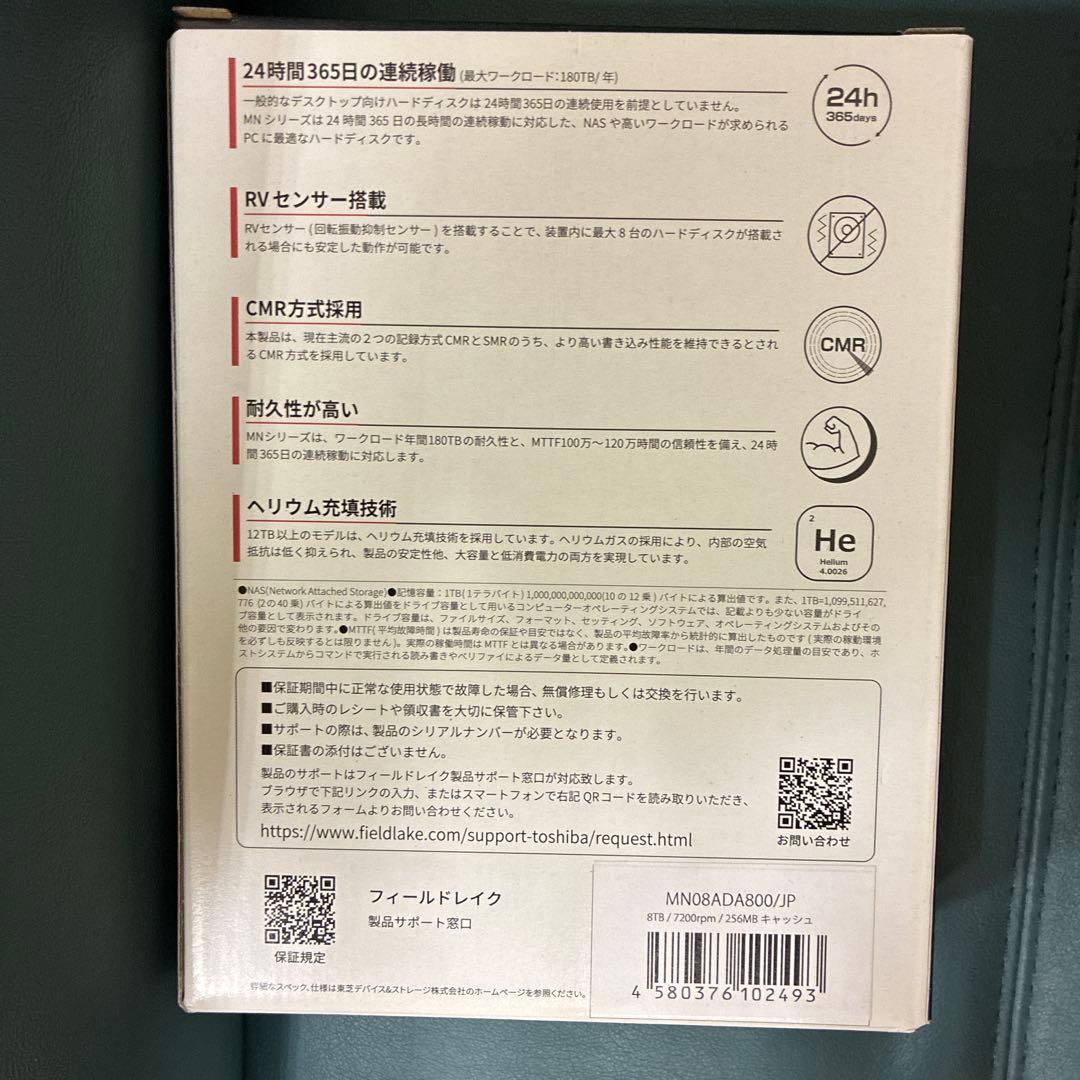 24時間365日の連続稼働 (最大ワークロード:180TB/年)
一般的なデスクトップ向けハードディスクは24時間365日の連続使用を前提としていません。
MNシリーズは24時間365日の長時間の連続稼動に対応した、NASや高いワークロードが求められる
PCに最適なハードディスクです。
24h
365days
RVセンサー搭載
RVセンサー(回転振動抑制センサー)を搭載することで、装置内に最大8台のハードディスクが搭載さ
れる場合にも安定した動作が可能です。
CMR方式採用
本製品は、現在主流の2つの記録方式CMRとSMRのうち、より高い書き込み性能を維持できるとされ
るCMR方式を採用しています。
CMR
耐久性が高い
MNシリーズは、ワークロード年間180TBの耐久性と、MTTF100万〜120万時間の信頼性を備え、24時
間365日の連続稼動に対応します。
ヘリウム充填技術
12TB以上のモデルは、ヘリウム充填技術を採用しています。ヘリウムガスの採用により、内部の空気
抵抗は低く抑えられ、製品の安定性他、大容量と低消費電力の両方を実現しています。
2
He
Helium
4.0026
●NAS(Network Attached Storage)●記憶容量:1TB(1テラバイト)1,000,000,000,000(10の12乗)バイトによる算出値です。また、1TB=1,099,511,627,
776(2の40乗)バイトによる算出値をドライブ容量として用いるコンピューターオペレーティングシステムでは、記載よりも少ない容量がドライ
ブ容量として表示されます。ドライブ容量は、ファイルサイズ、フォーマット、セッティング、ソフトウェア、オペレーティングシステムおよびその
他の要因で変わります。●MTTF(平均故障時間)は製品寿命の保証や目安ではなく、製品の平均故障率から統計的に算出したものです(実際の稼動環境
を必ずしも反映するとは限りません)。実際の稼働時間はMTTFとは異なる場合があります。●ワークロードは、年間のデータ処理量の目安であり、ホ
ストシステムからコマンドで実行される読み書きやベリファイによるデータ量として定義されます。
■保証期間中に正常な使用状態で故障した場合、無償修理もしくは交換を行います。
■ご購入時のレシートや領収書を大切に保管下さい。
■サポートの際は、製品のシリアルナンバーが必要となります。
■保証書の添付はございません。
製品のサポートはフィールドレイク製品サポート窓口が対応致します。
ブラウザで下記リンクの入力、またはスマートフォンで右記QRコードを読み取りいただき、
表示されるフォームよりお問い合わせください。
https://www.fieldlake.com/support-toshiba/request.html
お問い合わせ
フィールドレイク
製品サポート窓口
保証規定
MN08ADA800/JP
8TB / 7200rpm / 256MB キャッシュ
4 580376 102493
詳細なスペック、仕様は東芝デバイス&ストレージ株式会社のホームページを参照ください。